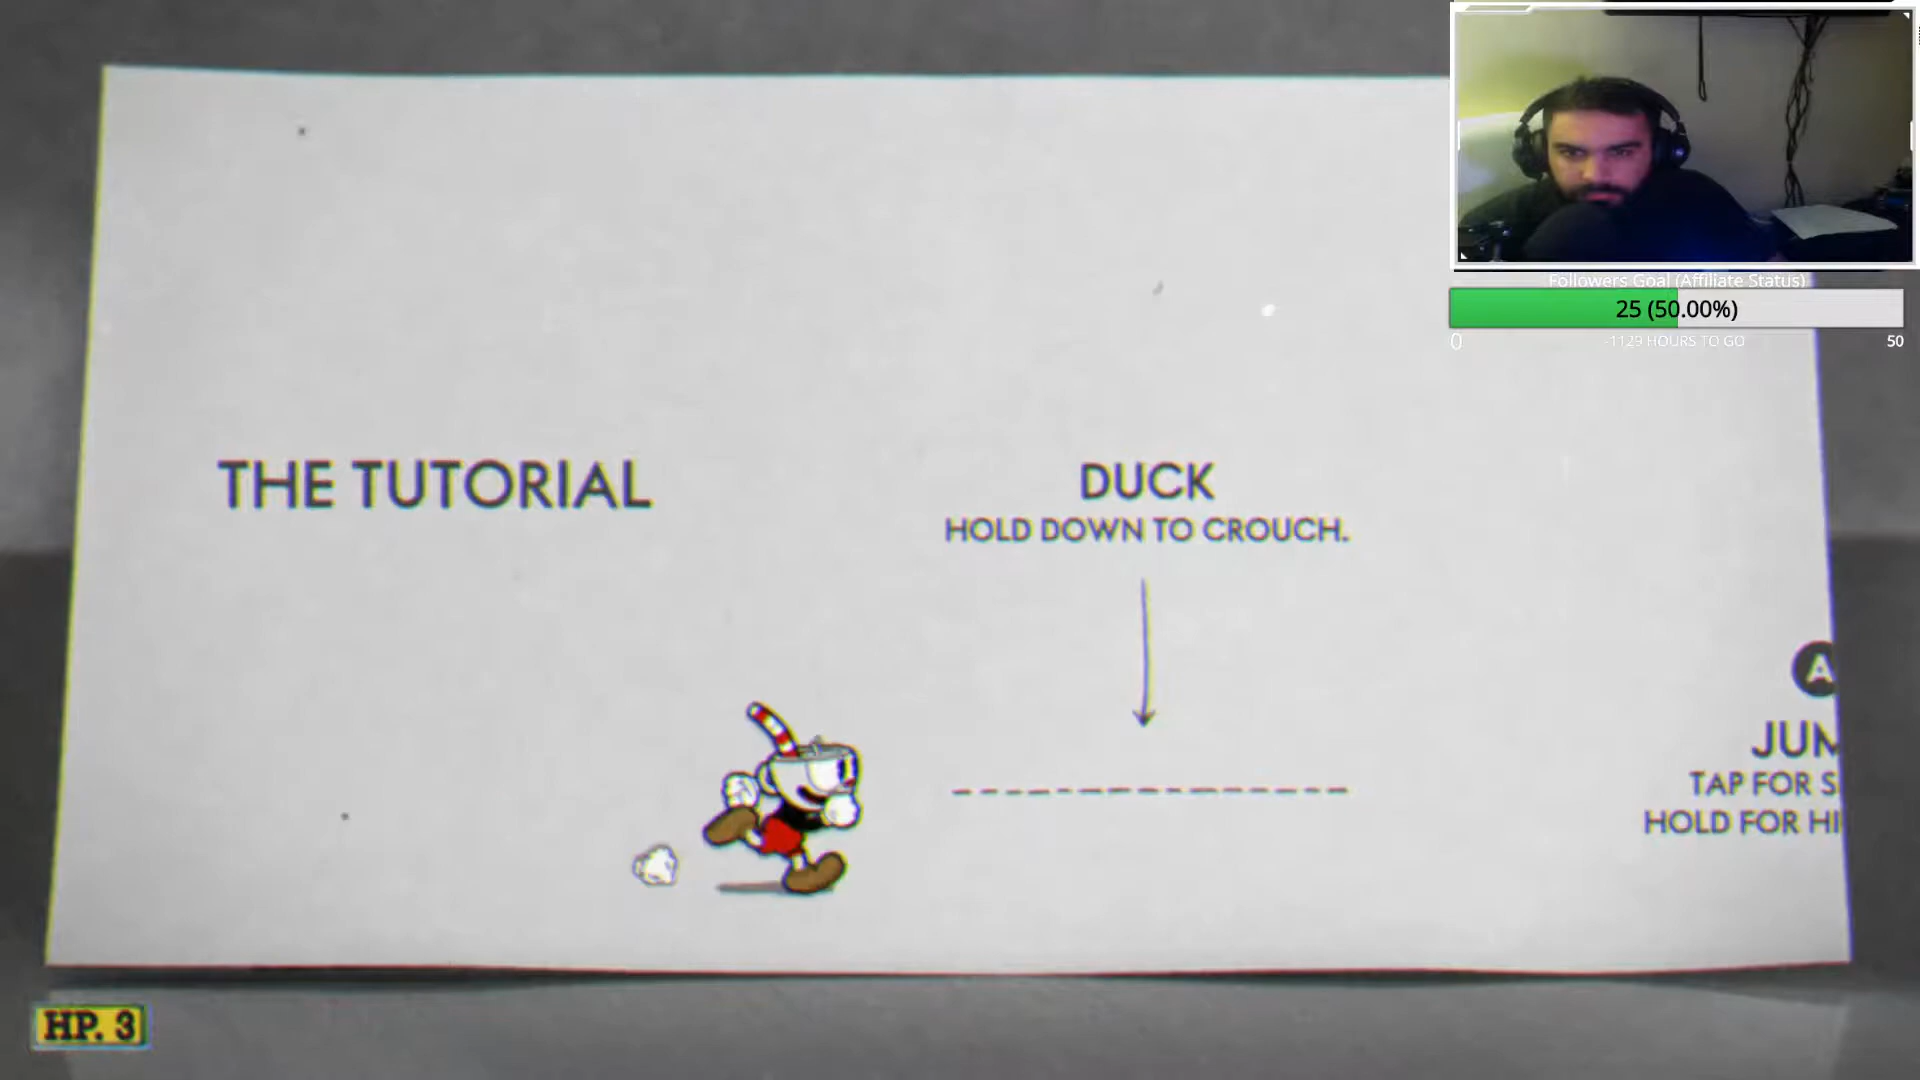 Followers Goal (Affiliate Status)
25 (50.00%)
0
-1129 HOURS TO GO
50
THE TUTORIAL
DUCK
HOLD DOWN TO CROUCH.
A
JUM
TAP FOR S
HOLD FOR HI
HP. 3